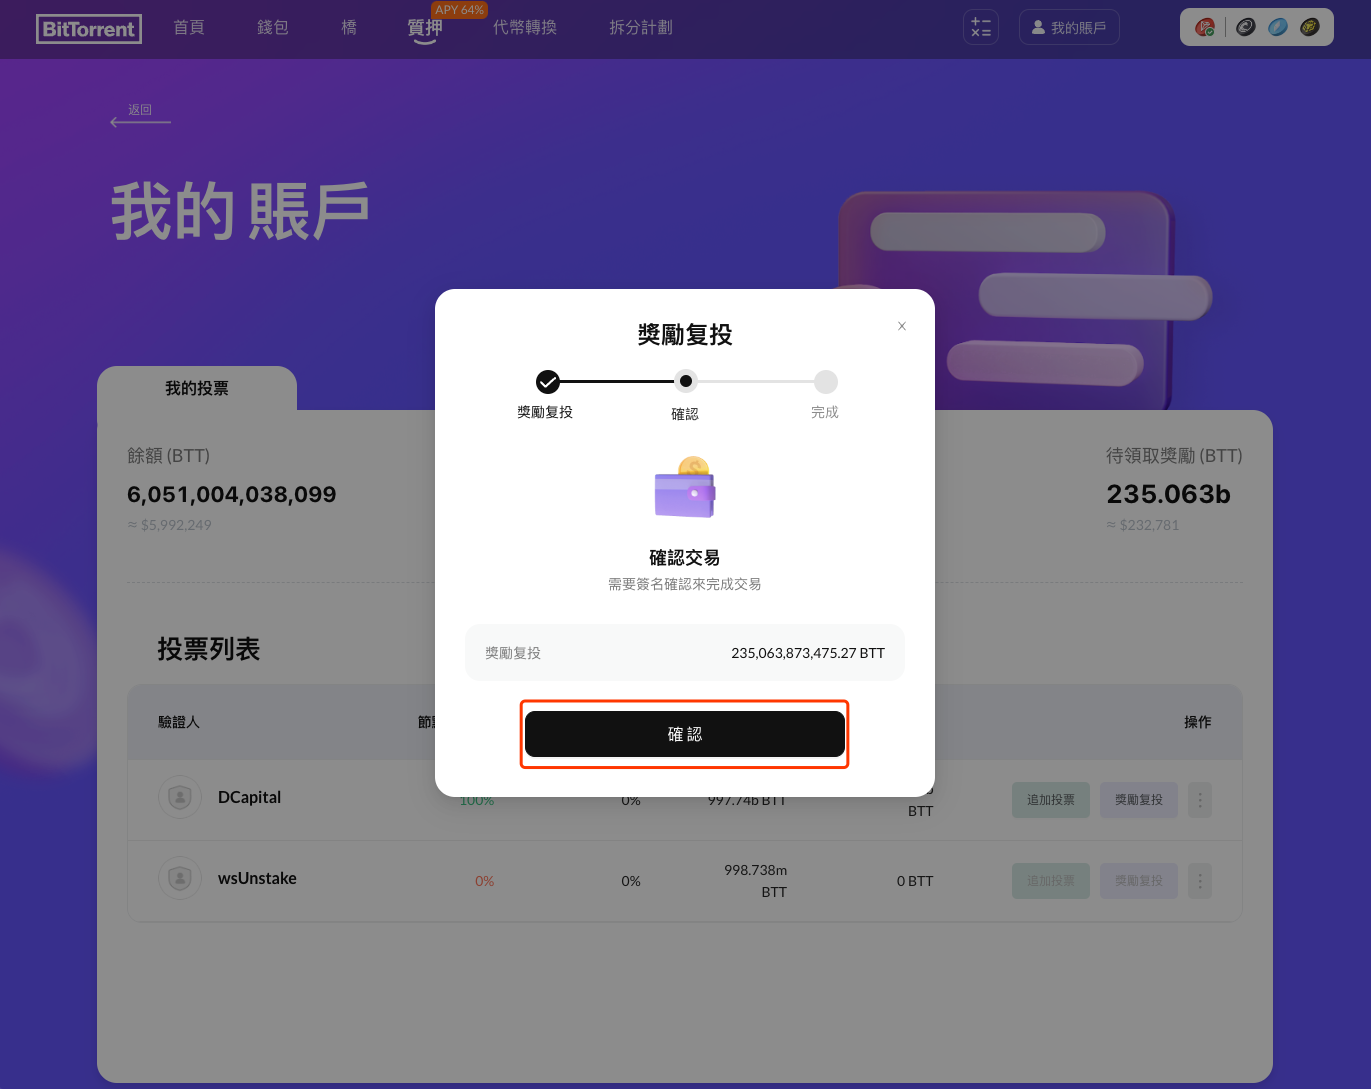 BitTorrent
首頁
錢包
橋
質押
APY 64%
代幣轉換
拆分計劃
我的賬戶
返回
我的 賬戶
我的投票
餘額 (BTT)
6,051,004,038,099
≈ $5,992,249
待領取獎勵 (BTT)
235.063b
≈ $232,781
獎勵复投
獎勵复投
確認
完成
確認交易
需要簽名確認來完成交易
獎勵复投
235,063,873,475.27 BTT
確認
投票列表
驗證人
節
操作
DCapital
100%
0%
997.74b BTT
BTT
追加投票
獎勵复投
wsUnstake
0%
0%
998.738m
BTT
0 BTT
追加投票
獎勵复投